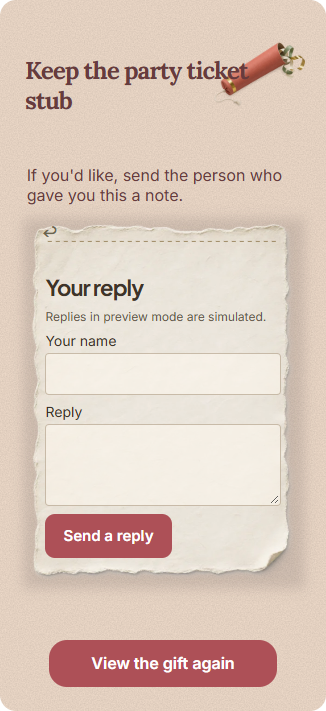 Keep the party ticket
stub
If you'd like, send the person who
gave you this a note.
Your reply
Replies in preview mode are simulated.
Your name
Reply
Send a reply
View the gift again